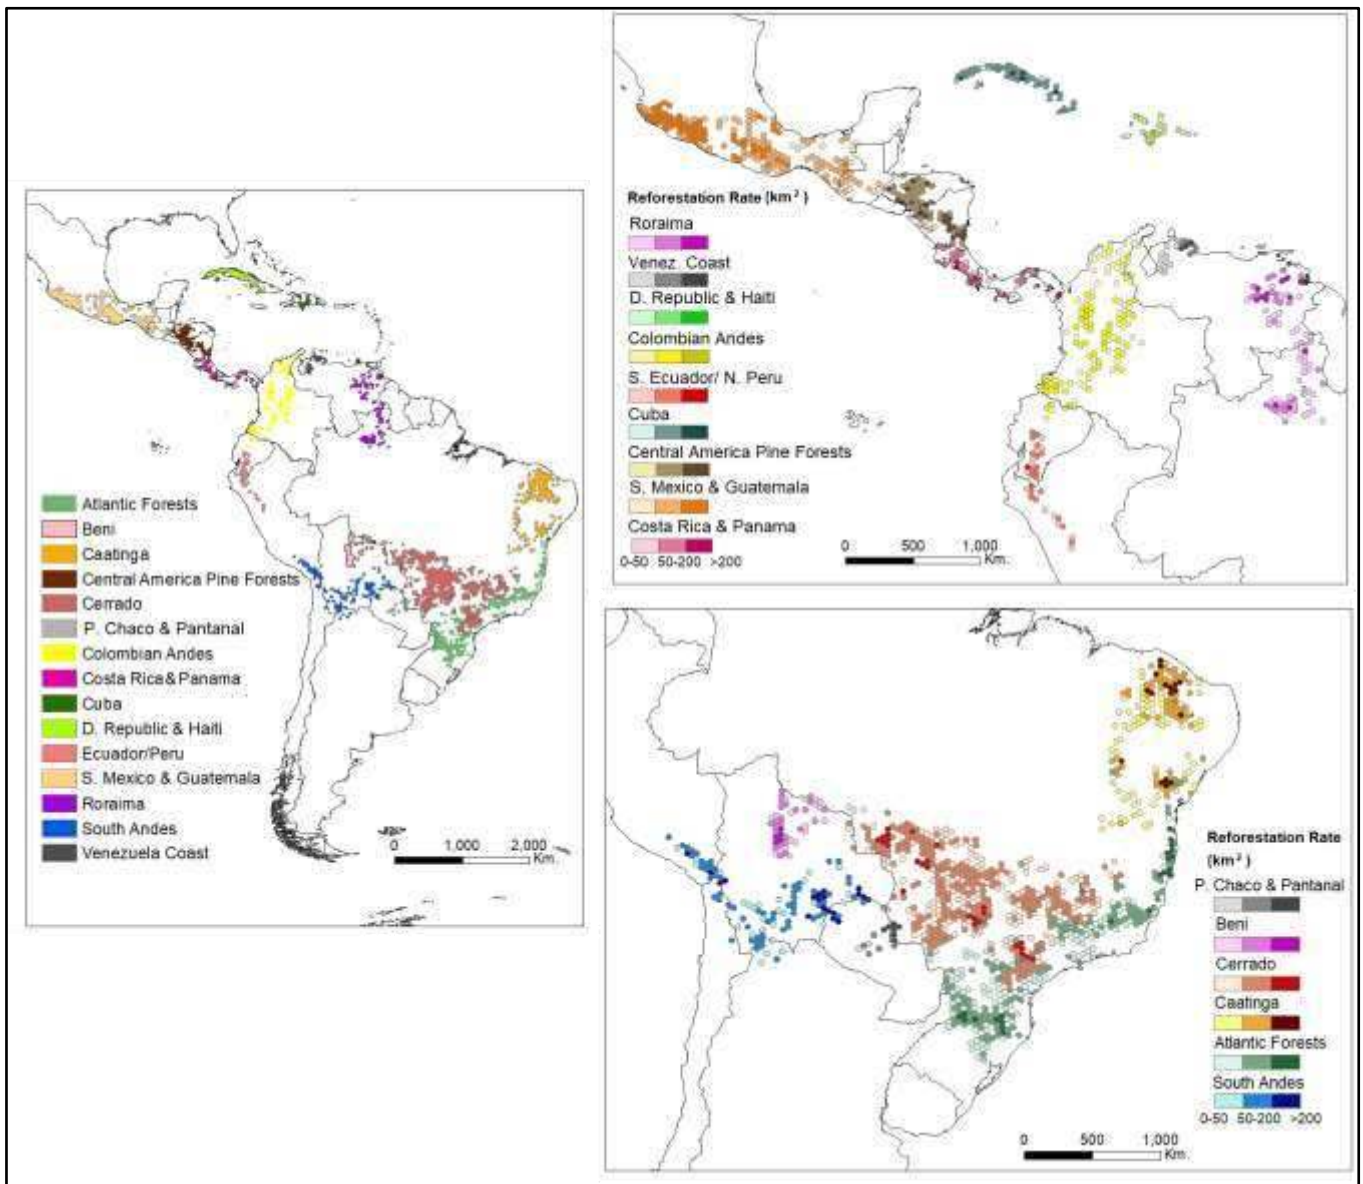 Atlantic Forests
Beni
Caatinga
Central America Pine Forests
Cerrado
P. Chaco & Pantanal
Colombian Andes
Costa Rica&Panama
Cuba
D. Republic & Haiti
Ecuador/Peru
S. Mexico & Guatemala
Roraima
South Andes
Venezuela Coast
0 1,000 2,000
Km.
Reforestation Rate (km²)
Roraima
Venez. Coast
D. Republic & Haiti
Colombian Andes
S. Ecuador/ N. Peru
Cuba
Central America Pine Forests
S. Mexico & Guatemala
Costa Rica & Panama
0-50 50-200 >200
0 500 1,000
Km.
Reforestation Rate
(km²)
P. Chaco & Pantanal
Beni
Cerrado
Caatinga
Atlantic Forests
South Andes
0-50 50-200 >200
0 500 1,000
Km.